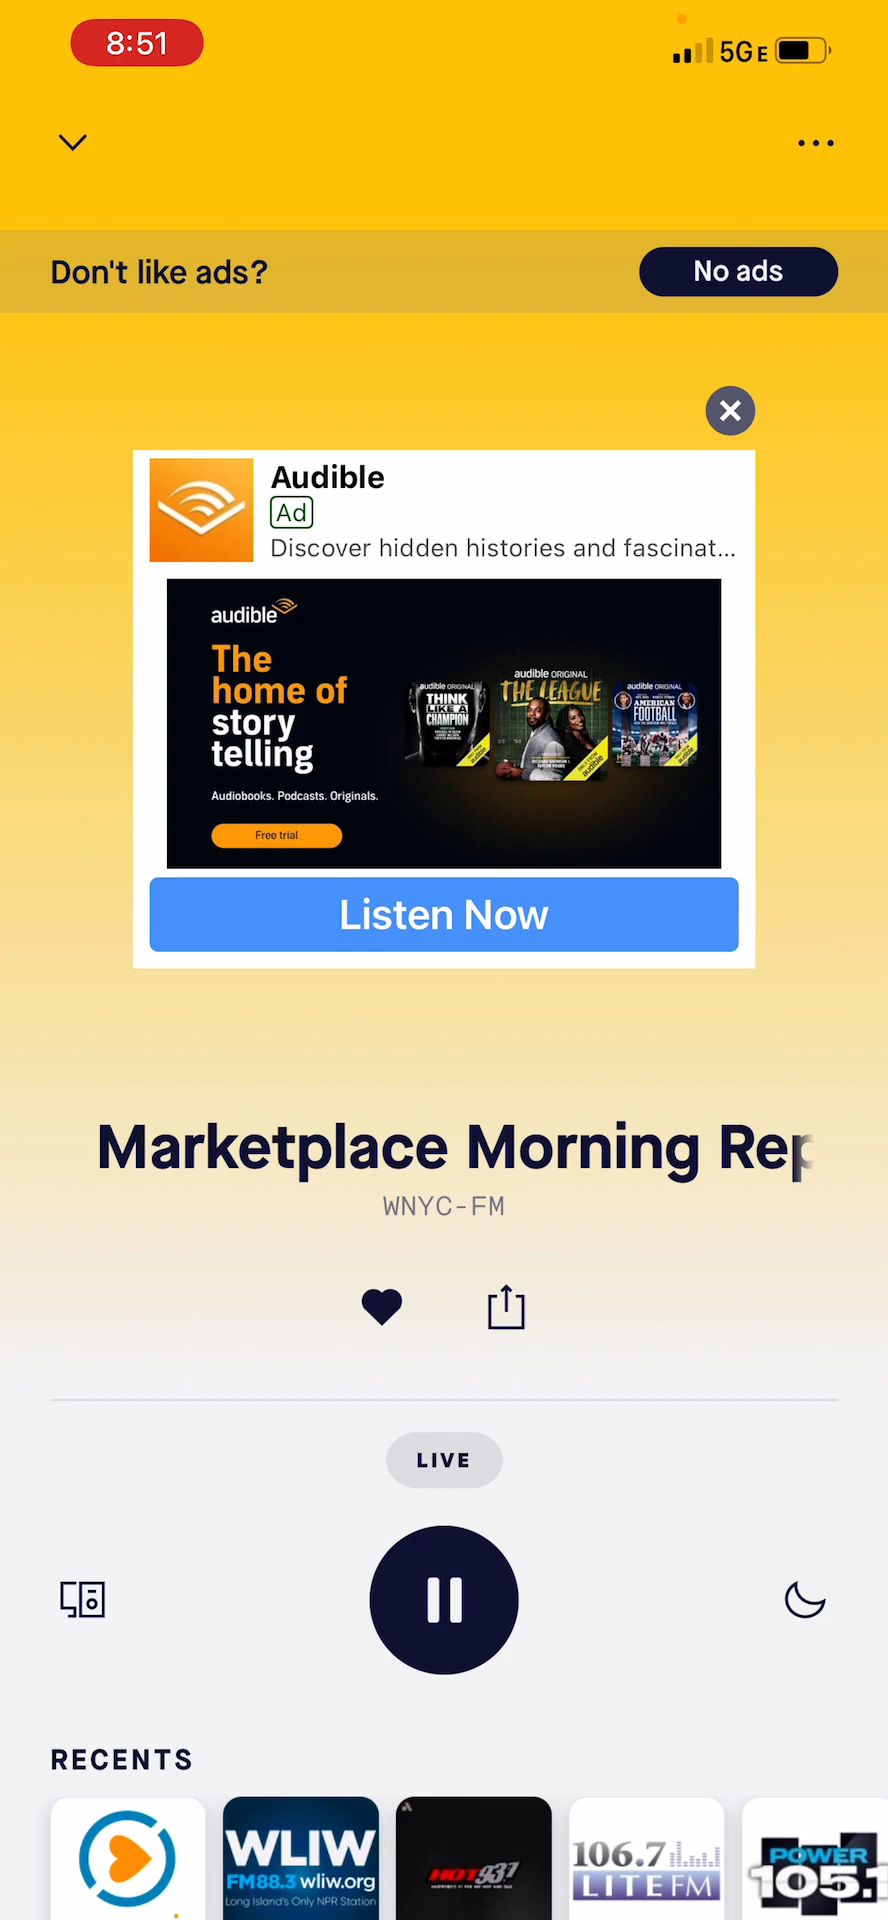 8:51
5G E
Don't like ads?
No ads
Audible
Ad
Discover hidden histories and fascinat...
audible
The
home of
story
telling
Audiobooks. Podcasts. Originals.
Free trial
audible ORIGINAL
THINK
LIKE A
CHAMPION
audible ORIGINAL
THE LEAGUE
ONLY FROM
audible
audible ORIGINAL
AMERICAN
FOOTBALL
Listen Now
Marketplace Morning Rep
WNYC-FM
LIVE
RECENTS
WLIW
FM88.3 wliw.org
Long Island's Only NPR Station
HOT 93.7
106.7
LITE FM
POWER
105.1